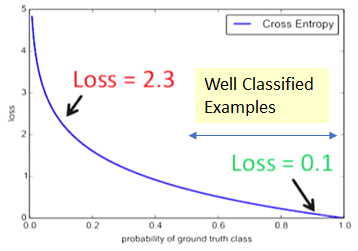 5
4
3
2
1
0
0.0
0.2
0.4
0.6
0.8
1.0
loss
probability of ground truth class
Cross Entropy
Loss = 2.3
Well Classified
Examples
Loss = 0.1